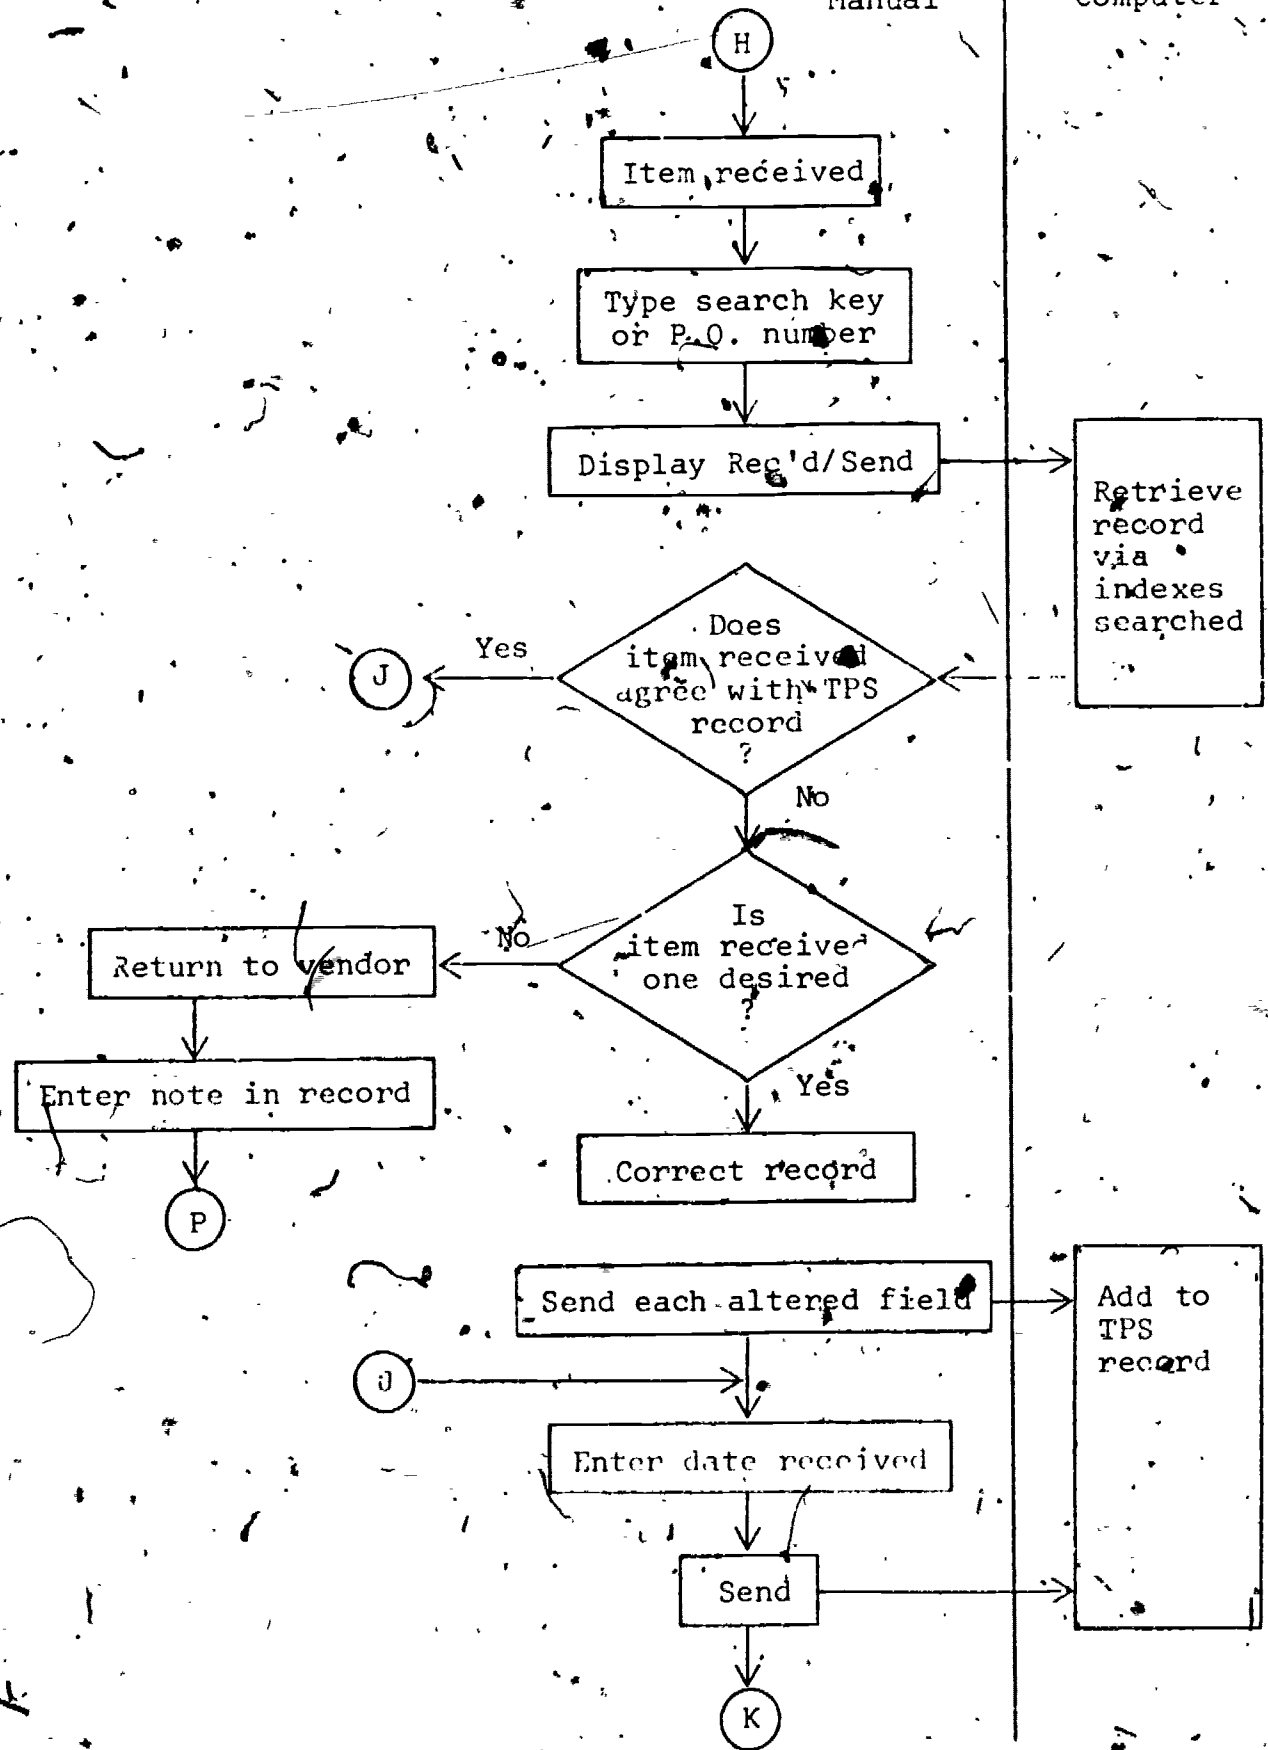 Manual
Computer
H
Item received
Type search key
or P.O. number
Display Rec'd/Send
Retrieve
record
via
indexes
searched
Does
item received
agree with TPS
record
?
Yes
J
No
Is
item received
one desired
?
No
Return to vendor
Enter note in record
P
Yes
Correct record
Send each altered field
Add to
TPS
record
J
Enter date received
Send
K